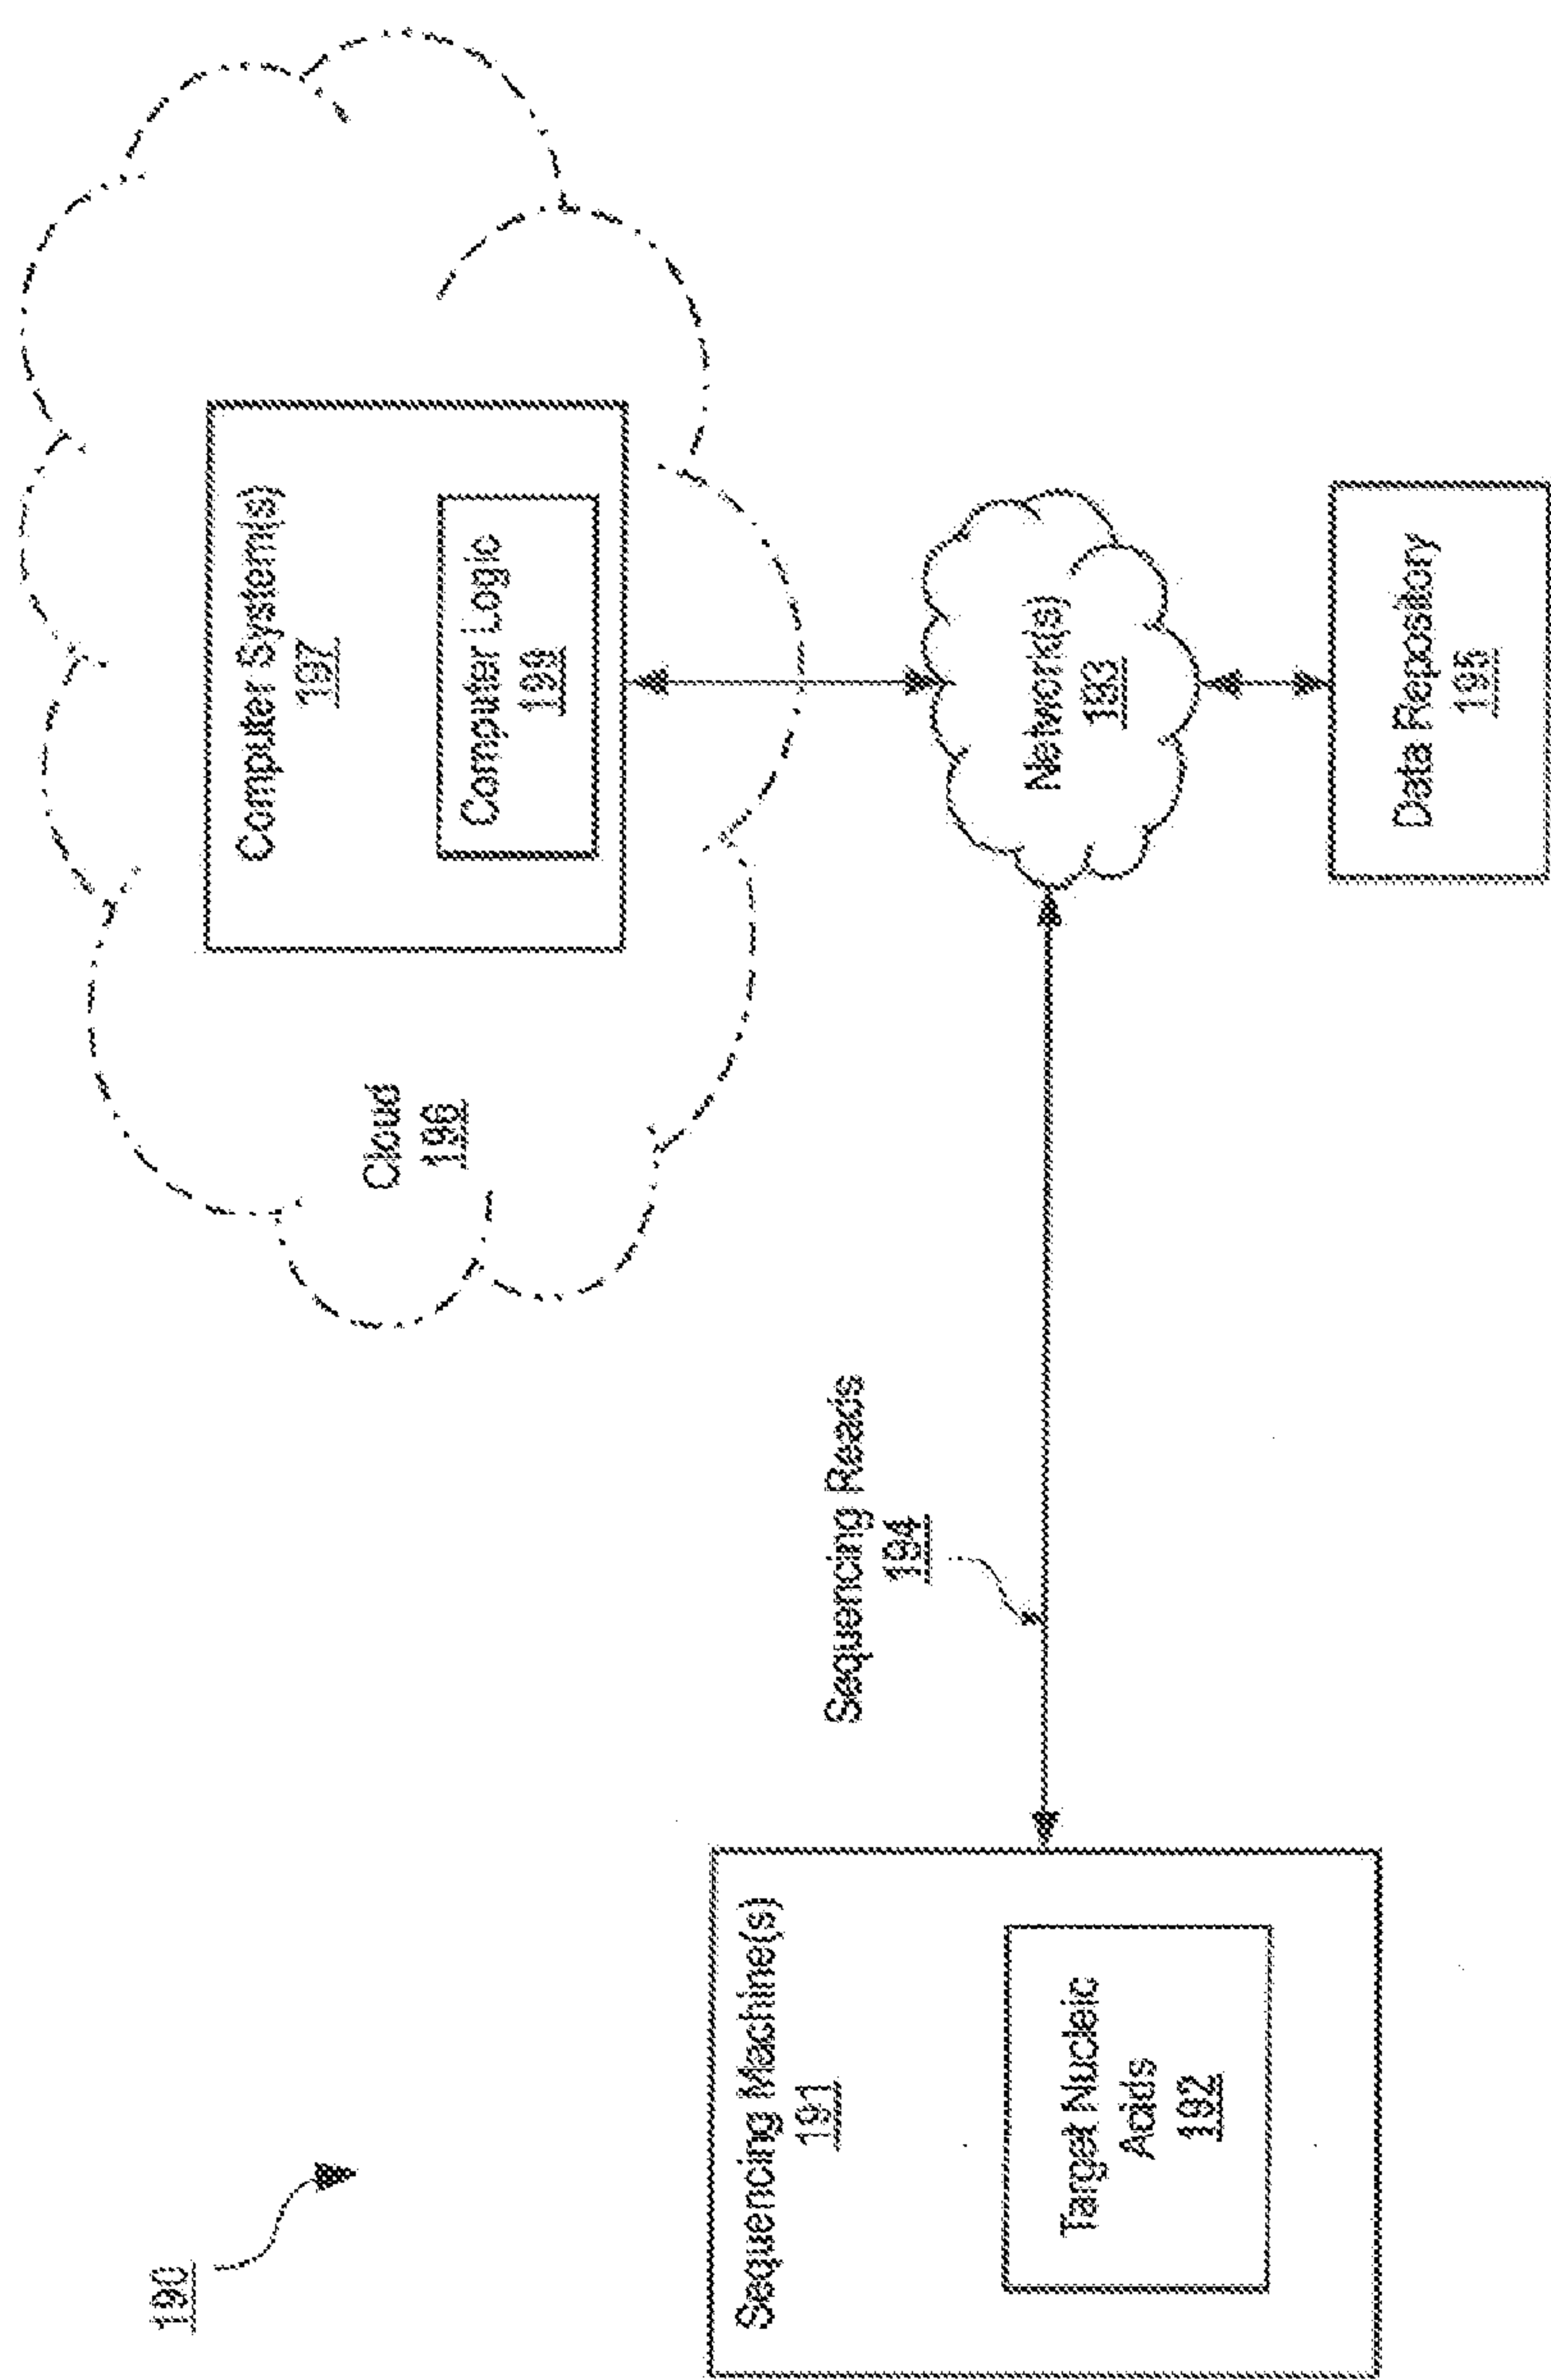 190
Sequencing Machine(s)
191
Target Nucleic
Acids
192
Sequencing Reads
194
Cloud
196
Computer System(s)
197
Computer Logic
198
Network(s)
193
Data Repository
195